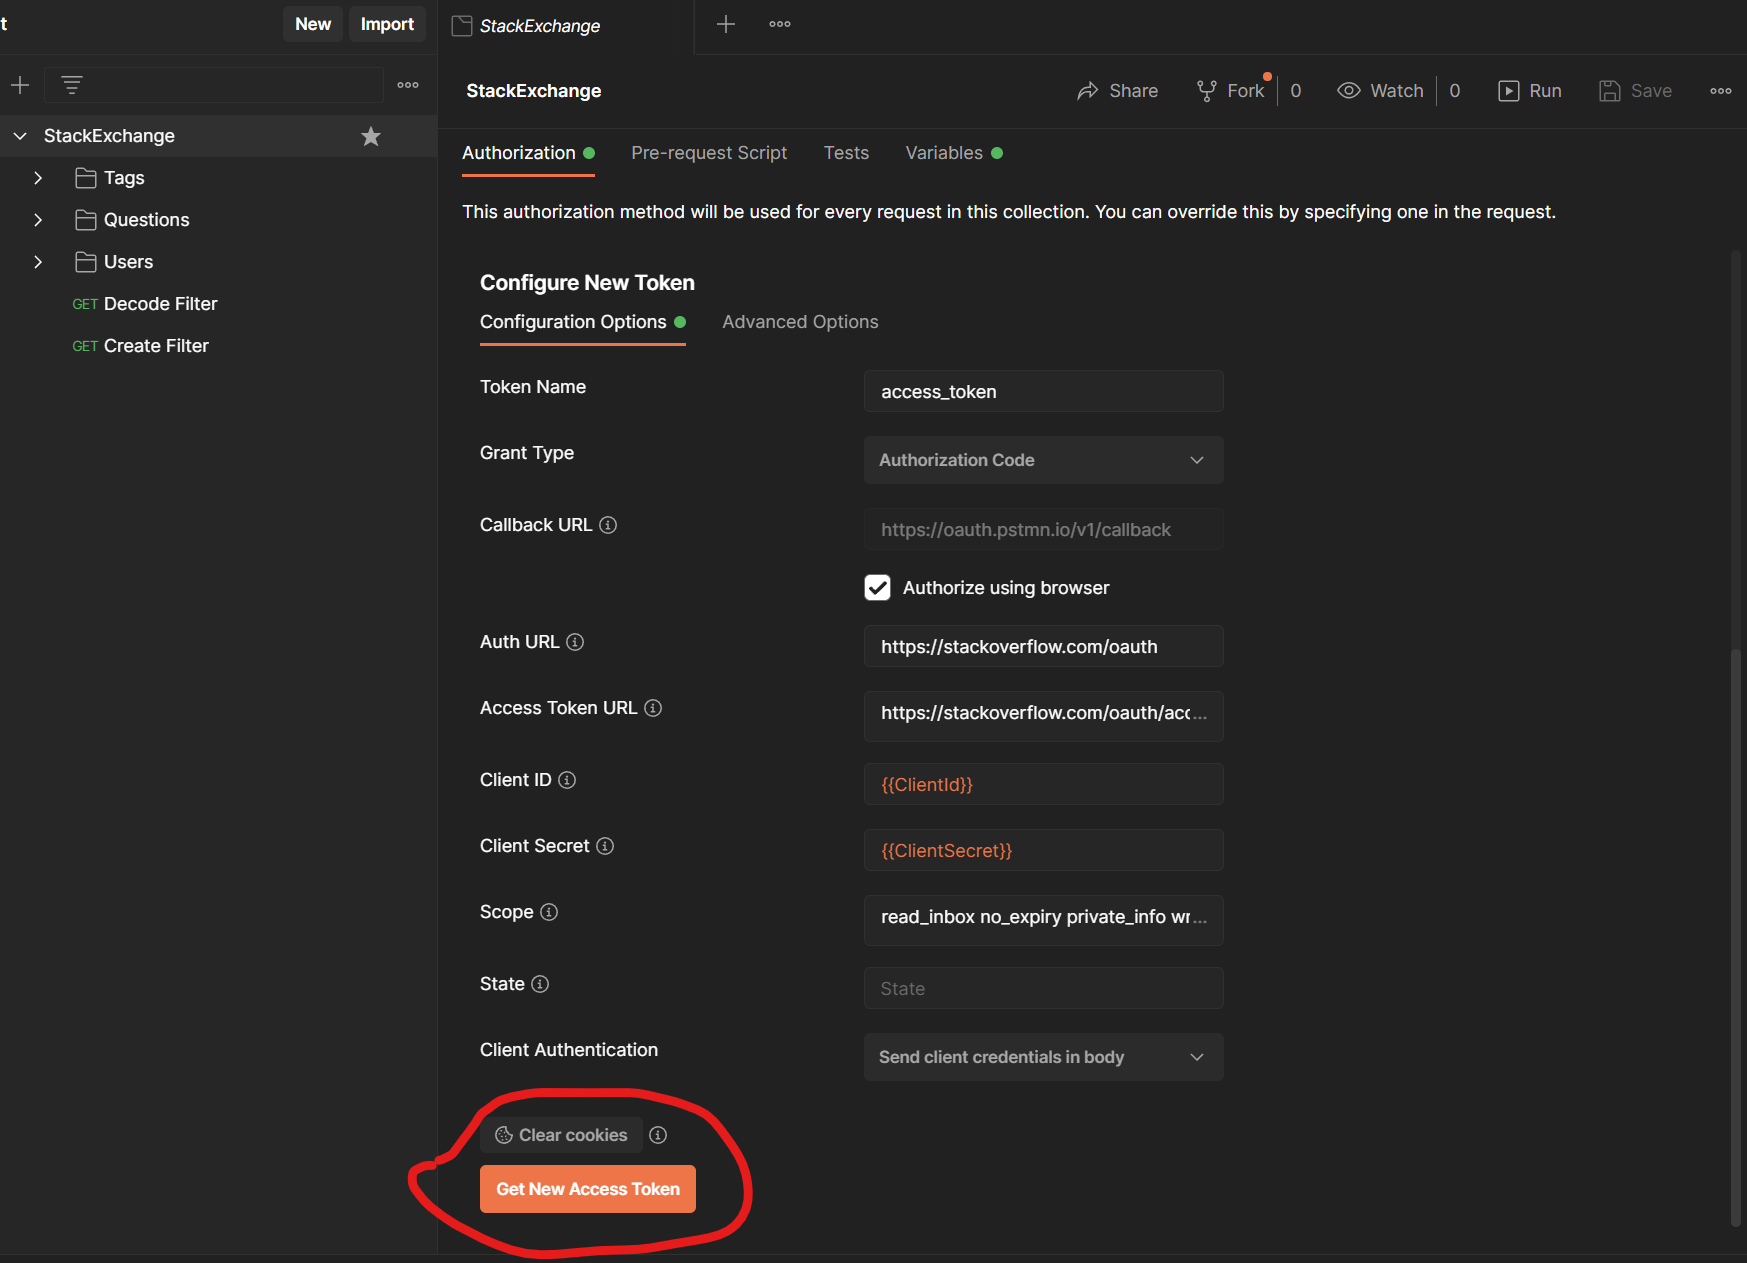 t
New
Import
StackExchange
StackExchange
Share
Fork
0
Watch
0
Run
Save
StackExchange
Tags
Questions
Users
GET Decode Filter
GET Create Filter
Authorization
Pre-request Script
Tests
Variables
This authorization method will be used for every request in this collection. You can override this by specifying one in the request.
Configure New Token
Configuration Options
Advanced Options
Token Name
access_token
Grant Type
Authorization Code
Callback URL
https://oauth.pstmn.io/v1/callback
Authorize using browser
Auth URL
https://stackoverflow.com/oauth
Access Token URL
https://stackoverflow.com/oauth/acc...
Client ID
{{ClientId}}
Client Secret
{{ClientSecret}}
Scope
read_inbox no_expiry private_info wr...
State
State
Client Authentication
Send client credentials in body
Clear cookies
Get New Access Token